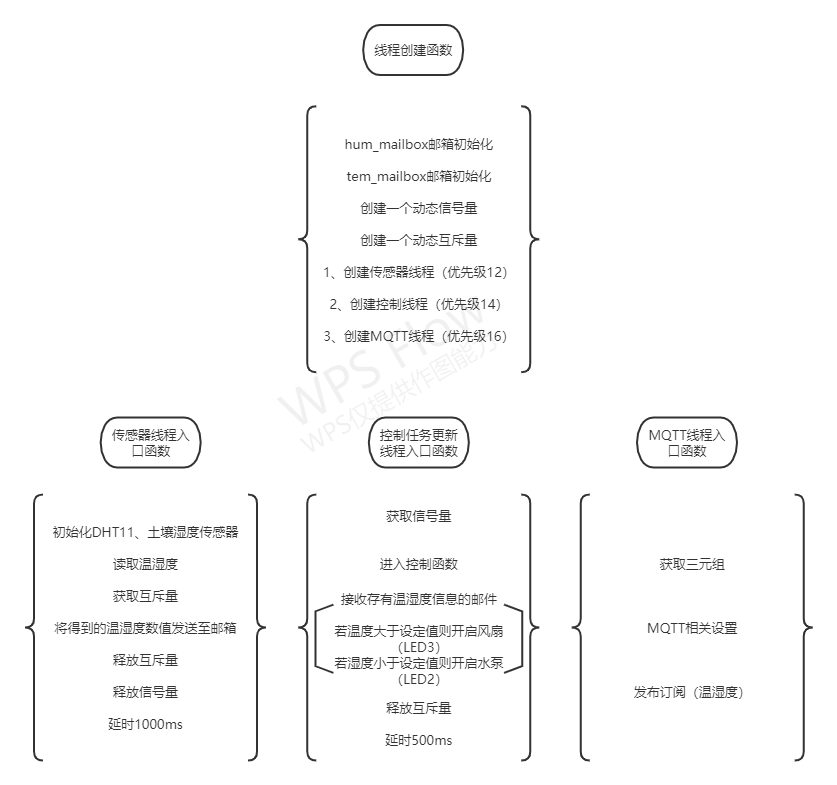 线程创建函数
hum_mailbox邮箱初始化
tem_mailbox邮箱初始化
创建一个动态信号量
创建一个动态互斥量
1、创建传感器线程（优先级12）
2、创建控制线程（优先级14）
3、创建MQTT线程（优先级16）
WPS Flow
WPS仅提供作图能力
传感器线程入
口函数
初始化DHT11、土壤湿度传感器
读取温湿度
获取互斥量
将得到的温湿度数值发送至邮箱
释放互斥量
释放信号量
延时1000ms
控制任务更新
线程入口函数
获取信号量
进入控制函数
接收存有温湿度信息的邮件
若温度大于设定值则开启风扇
（LED3）
若湿度小于设定值则开启水泵
（LED2）
释放互斥量
延时500ms
MQTT线程入
口函数
获取三元组
MQTT相关设置
发布订阅（温湿度）